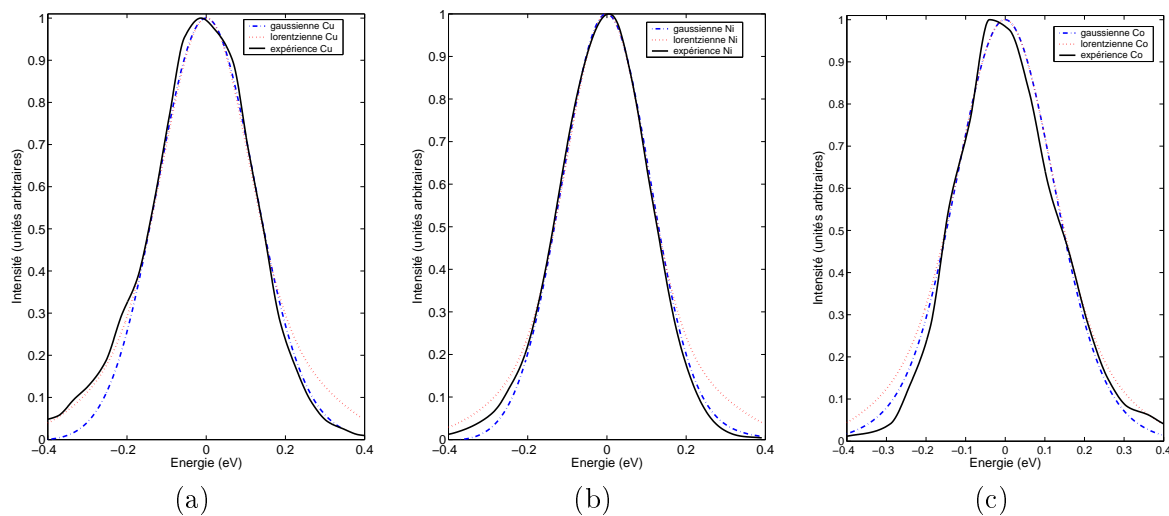 1
0.9
0.8
0.7
0.6
0.5
0.4
0.3
0.2
0.1
0
−0.4
−0.2
0
0.2
0.4
Intensité (unités arbitraires)
Energie (eV)
gaussienne Cu
lorentzienne Cu
expérience Cu
(a)
1
0.9
0.8
0.7
0.6
0.5
0.4
0.3
0.2
0.1
0
−0.4
−0.2
0
0.2
0.4
Intensité (unités arbitraires)
Energie (eV)
gaussienne Ni
lorentzienne Ni
expérience Ni
(b)
1
0.9
0.8
0.7
0.6
0.5
0.4
0.3
0.2
0.1
0
−0.4
−0.3
−0.2
−0.1
0
0.1
0.2
0.3
0.4
Intensité (unités arbitraires)
Energie (eV)
gaussienne Co
lorentzienne Co
expérience Co
(c)